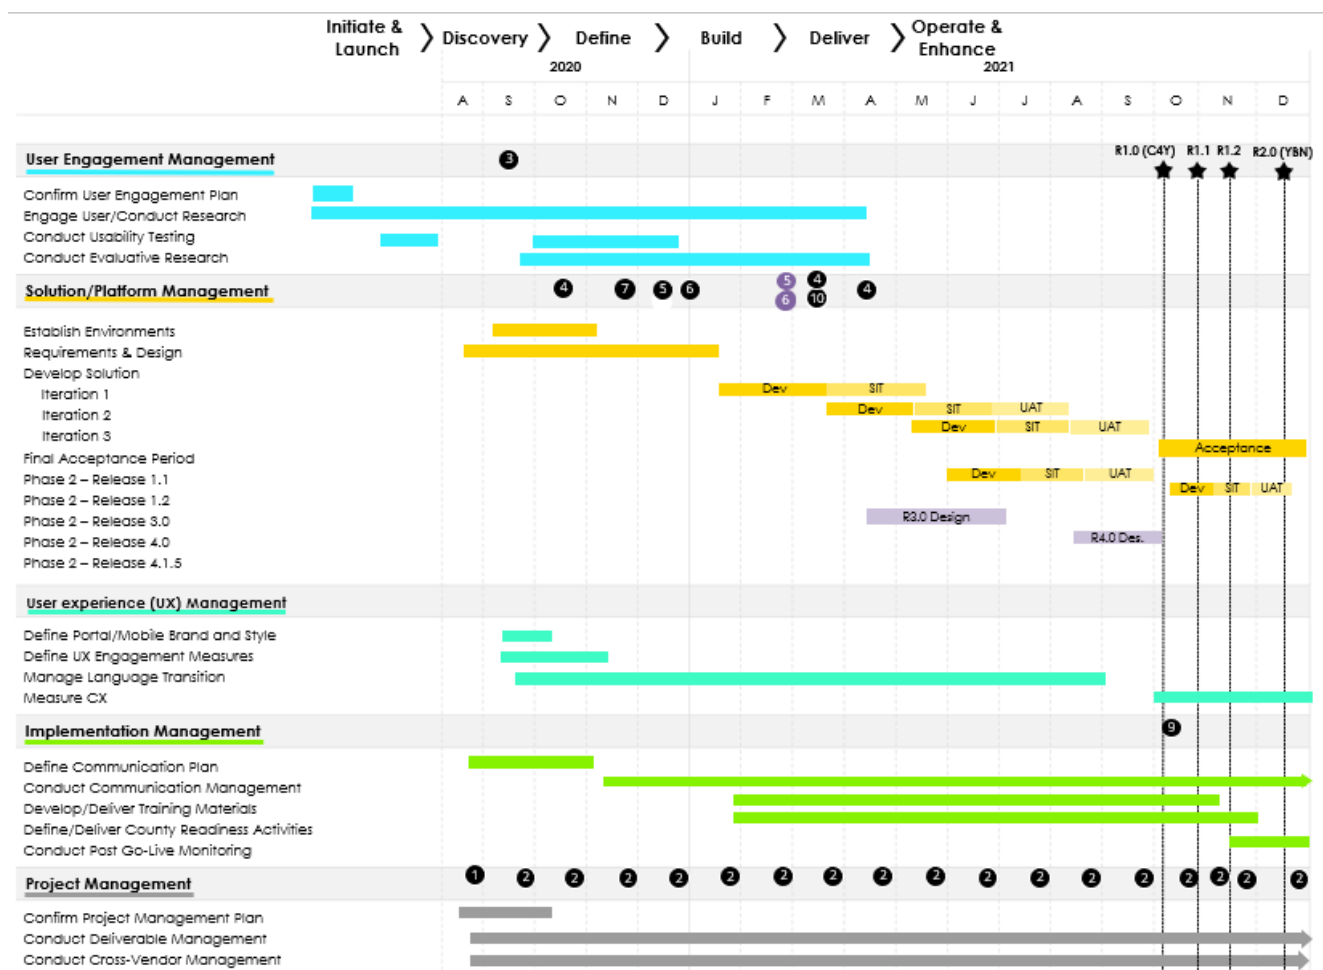 Initiate & Launch Discovery Define Build Deliver Operate & Enhance
2020 2021
A S O N D J F M A M J J A S O N D
User Engagement Management 3 R1.0 (C4Y) R1.1 R1.2 R2.0 (YBN)
Confirm User Engagement Plan
Engage User/Conduct Research
Conduct Usability Testing
Conduct Evaluative Research
Solution/Platform Management 4 7 5 6 5 6 4 10 4
Establish Environments
Requirements & Design
Develop Solution
Iteration 1 Dev SIT
Iteration 2 Dev SIT UAT
Iteration 3 Dev SIT UAT
Final Acceptance Period Acceptance
Phase 2 – Release 1.1 Dev SIT UAT
Phase 2 – Release 1.2 Dev SIT UAT
Phase 2 – Release 3.0 R3.0 Design
Phase 2 – Release 4.0 R4.0 Des.
Phase 2 – Release 4.1.5
User experience (UX) Management
Define Portal/Mobile Brand and Style
Define UX Engagement Measures
Manage Language Transition
Measure CX
Implementation Management 9
Define Communication Plan
Conduct Communication Management
Develop/Deliver Training Materials
Define/Deliver County Readiness Activities
Conduct Post Go-Live Monitoring
Project Management 1 2 2 2 2 2 2 2 2 2 2 2 2 2 2 2 2 2
Confirm Project Management Plan
Conduct Deliverable Management
Conduct Cross-Vendor Management